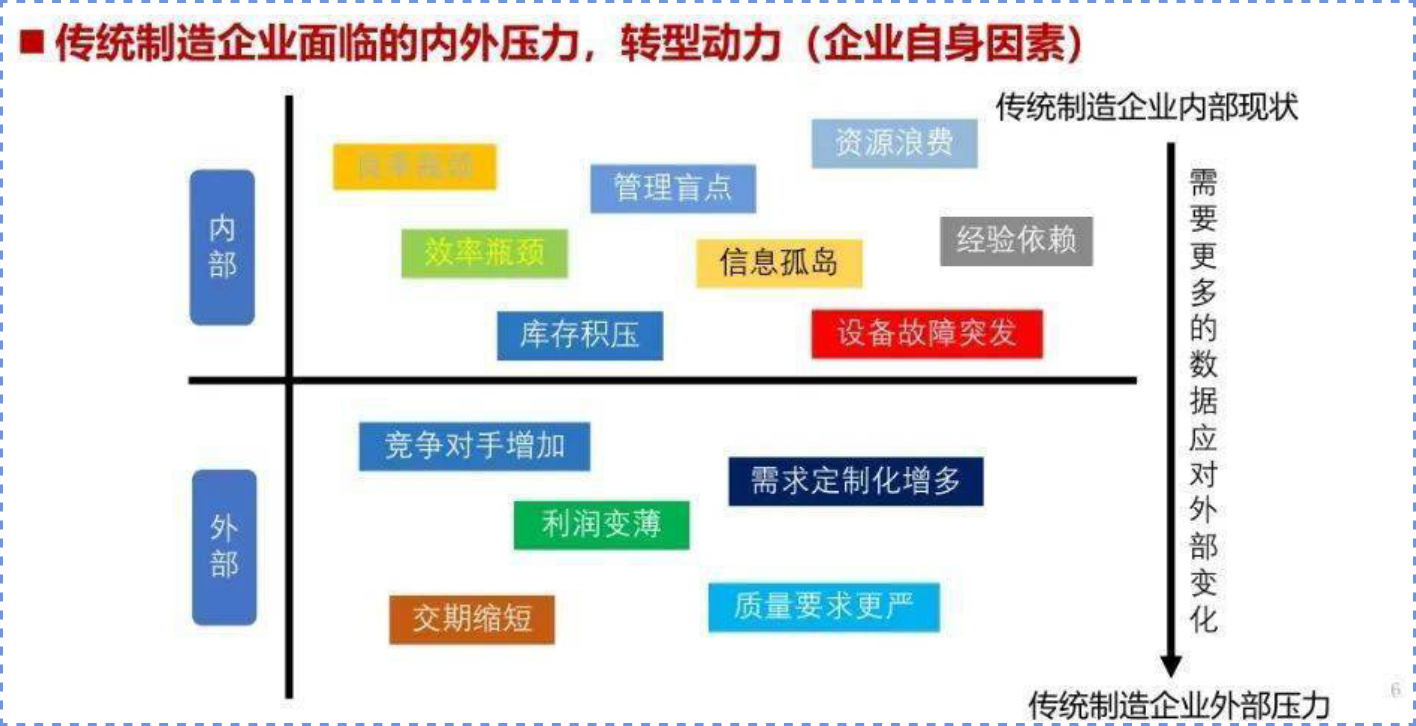 传统制造企业面临的内外压力，转型动力（企业自身因素）
传统制造企业内部现状
资源浪费
良率瓶颈
管理盲点
内部
效率瓶颈
信息孤岛
经验依赖
库存积压
设备故障突发
需要更多的数据应对外部变化
竞争对手增加
需求定制化增多
外部
利润变薄
交期缩短
质量要求更严
传统制造企业外部压力
6